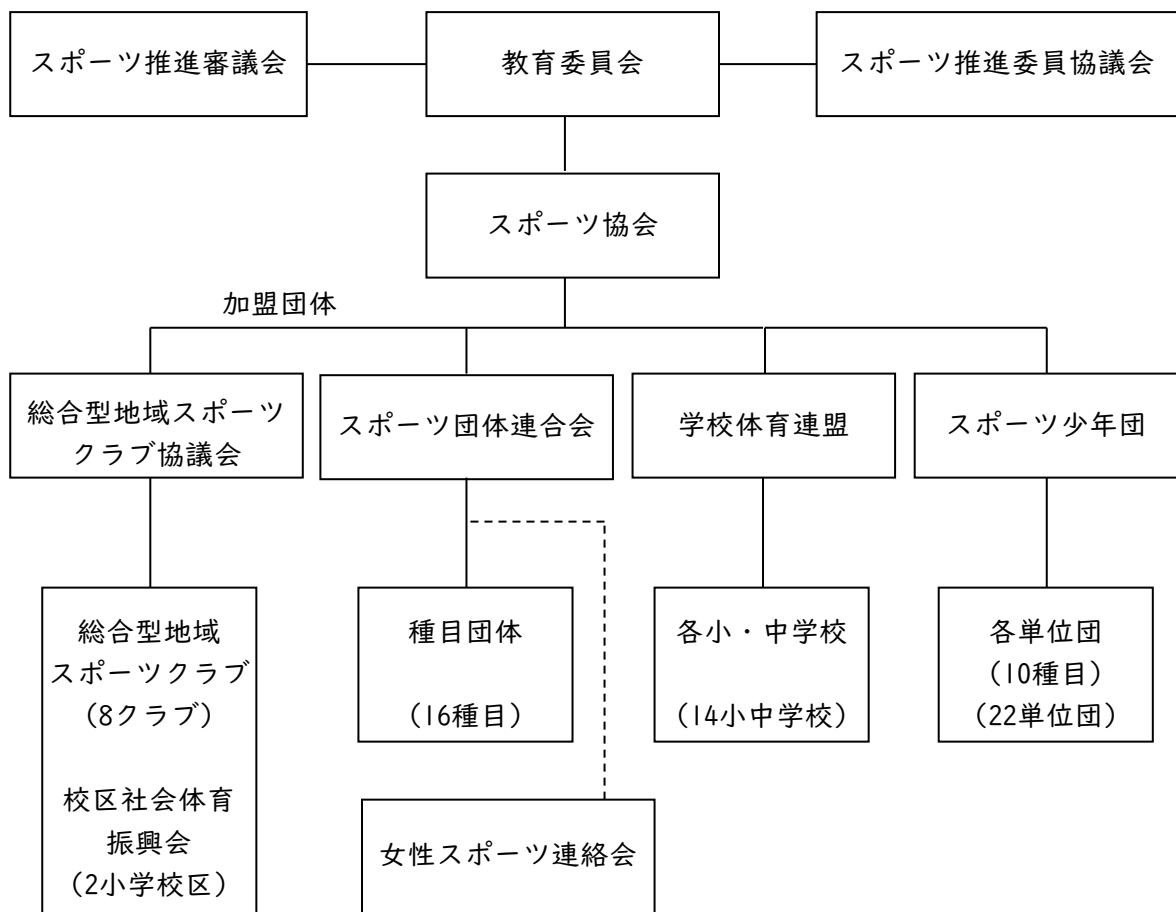 スポーツ推進審議会
教育委員会
スポーツ推進委員協議会
スポーツ協会
加盟団体
総合型地域スポーツ
クラブ協議会
スポーツ団体連合会
学校体育連盟
スポーツ少年団
総合型地域
スポーツクラブ
(8クラブ)
校区社会体育
振興会
(2小学校区)
種目団体
(16種目)
各小・中学校
(14小中学校)
各単位団
(10種目)
(22単位団)
女性スポーツ連絡会